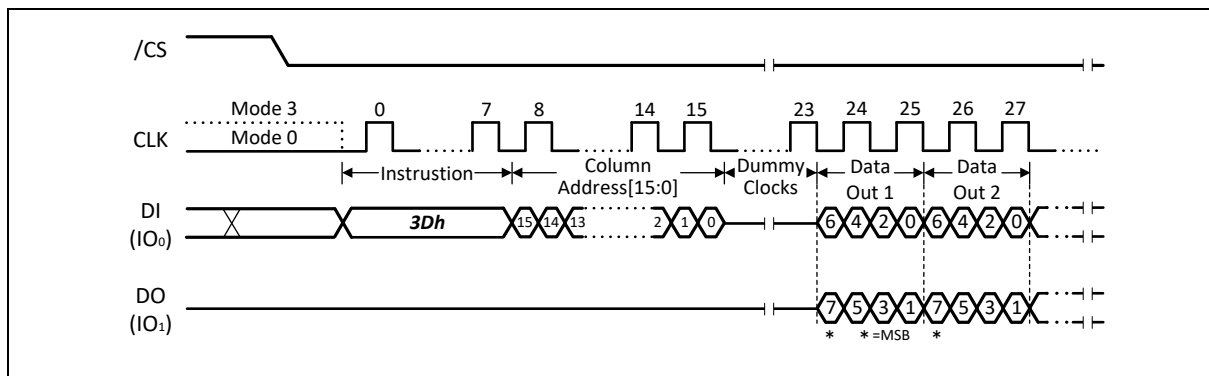 /CS
Mode 3
Mode 0
0 7 8 14 15 23 24 25 26 27
CLK
Instrustion
Column Address[15:0]
Dummy Clocks
Data Out 1
Data Out 2
DI (IO0)
3Dh
15 14 13 2 1 0 6 4 2 0 6 4 2 0
DO (IO1)
7 5 3 1 7 5 3 1
* * =MSB *